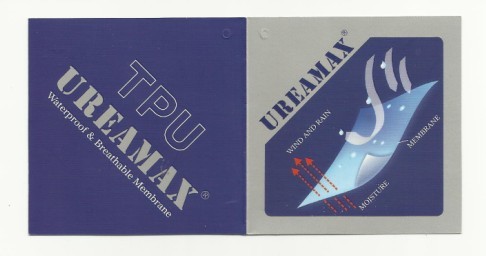 TPU
UREAMAX®
Waterproof & Breathable Membrane
UREAMAX®
WIND AND RAIN
MEMBRANE
MOISTURE